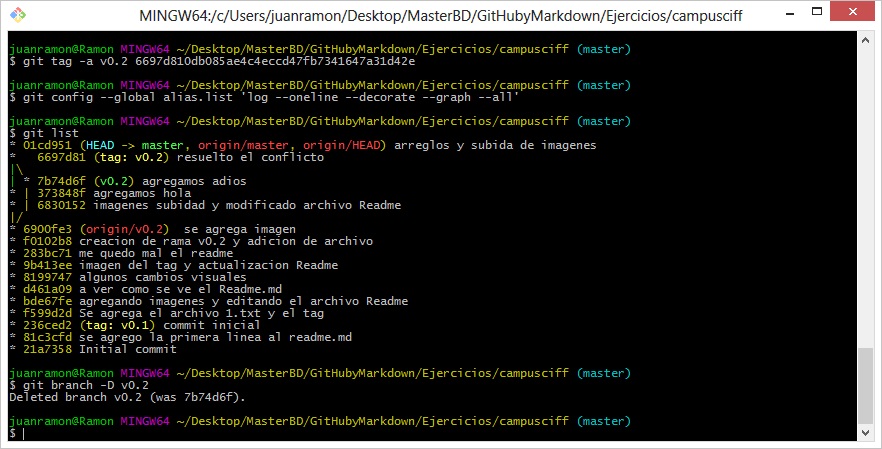 MINGW64:/c/Users/juanramon/Desktop/MasterBD/GitHubyMarkdown/Ejercicios/campusciff
juanramon@Ramon MINGW64 ~/Desktop/MasterBD/GitHubyMarkdown/Ejercicios/campusciff (master)
$ git tag -a v0.2 6697d810db085ae4c4eccd47fb7341647a31d42e
juanramon@Ramon MINGW64 ~/Desktop/MasterBD/GitHubyMarkdown/Ejercicios/campusciff (master)
$ git config --global alias.list 'log --oneline --decorate --graph --all'
juanramon@Ramon MINGW64 ~/Desktop/MasterBD/GitHubyMarkdown/Ejercicios/campusciff (master)
$ git list
* 01cd951 (HEAD -> master, origin/master, origin/HEAD) arreglos y subida de imagenes
*   6697d81 (tag: v0.2) resuelto el conflicto
|\
| * 7b74d6f (v0.2) agregamos adios
* | 373848f agregamos hola
* | 6830152 imagenes subidad y modificado archivo Readme
|/
* 6900fe3 (origin/v0.2)  se agrega imagen
* f0102b8 creacion de rama v0.2 y adicion de archivo
* 283bc71 me quedo mal el readme
* 9b413ee imagen del tag y actualizacion Readme
* 8199747 algunos cambios visuales
* d461a09 a ver como se ve el Readme.md
* bde67fe agregando imagenes y editando el archivo Readme
* f599d2d Se agrega el archivo 1.txt y el tag
* 236ced2 (tag: v0.1) commit inicial
* 81c3cfd se agrego la primera linea al readme.md
* 21a7358 Initial commit
juanramon@Ramon MINGW64 ~/Desktop/MasterBD/GitHubyMarkdown/Ejercicios/campusciff (master)
$ git branch -D v0.2
Deleted branch v0.2 (was 7b74d6f).
juanramon@Ramon MINGW64 ~/Desktop/MasterBD/GitHubyMarkdown/Ejercicios/campusciff (master)
$